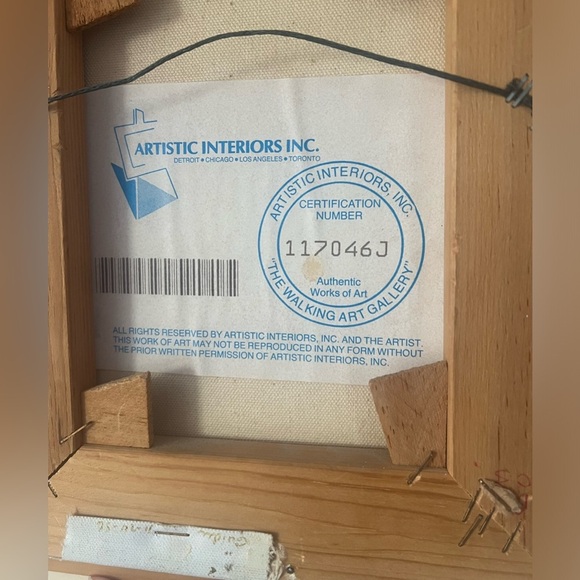 ARTISTIC INTERIORS INC.
DETROIT • CHICAGO • LOS ANGELES • TORONTO
ARTISTIC INTERIORS, INC.
CERTIFICATION
NUMBER
117046J
Authentic
Works of Art
"THE WALKING ART GALLERY"
ALL RIGHTS RESERVED BY ARTISTIC INTERIORS, INC. AND THE ARTIST.
THIS WORK OF ART MAY NOT BE REPRODUCED IN ANY FORM WITHOUT
THE PRIOR WRITTEN PERMISSION OF ARTISTIC INTERIORS, INC.